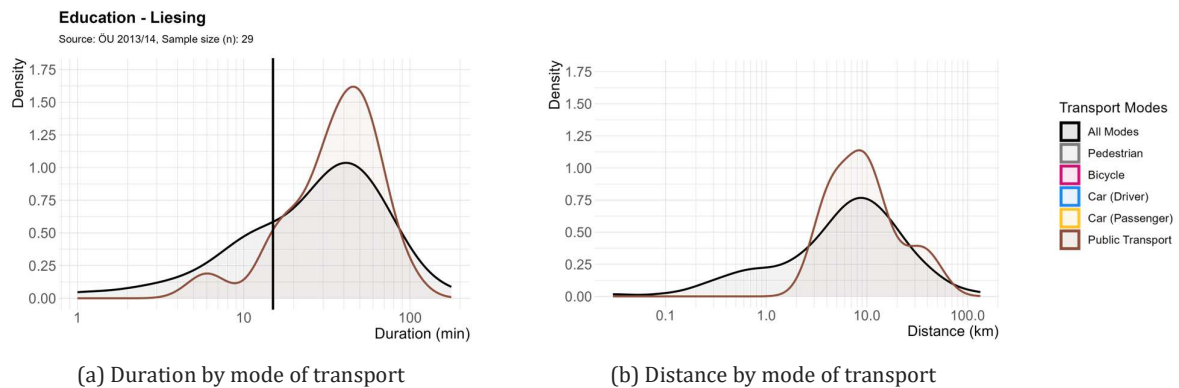 Education - Liesing
Source: ÖU 2013/14, Sample size (n): 29
Density
1.75
1.50
1.25
1.00
0.75
0.50
0.25
0.00
1
10
100
Duration (min)
(a) Duration by mode of transport
Density
1.75
1.50
1.25
1.00
0.75
0.50
0.25
0.00
0.1
1.0
10.0
100.0
Distance (km)
(b) Distance by mode of transport
Transport Modes
All Modes
Pedestrian
Bicycle
Car (Driver)
Car (Passenger)
Public Transport